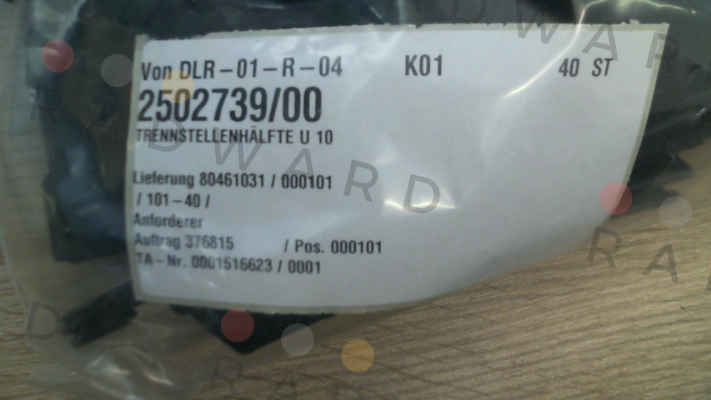 Von DLR-01-R-04 K01 40 ST
2502739/00
TRENNSTELLENHÄLFTE U 10
Lieferung 80461031 / 000101
/ 101-40 /
Anforderer
Auftrag 376815 / Pos. 000101
TA-Nr. 0001516623 / 0001
RADWARD